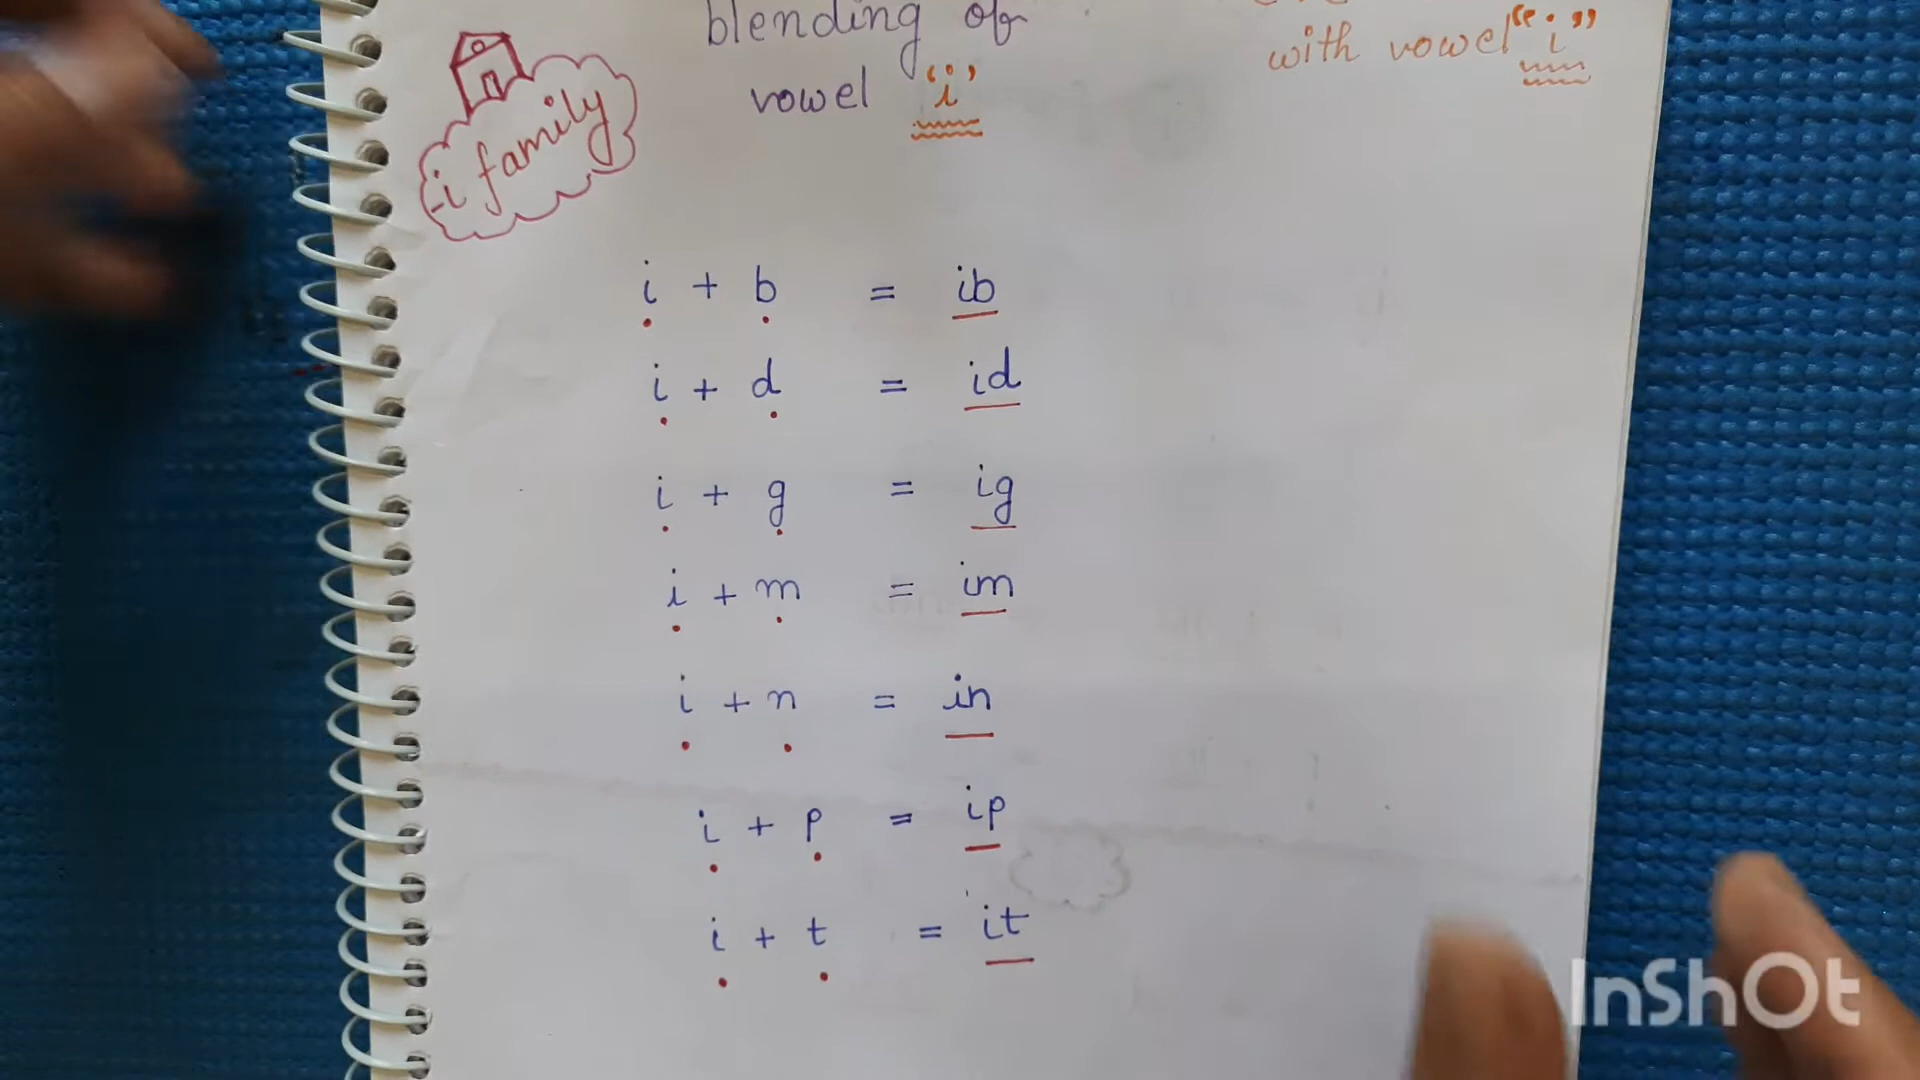 blending of
vowel 'i'
with vowel "i"
-i family
i + b = ib
i + d = id
i + g = ig
i + m = im
i + n = in
i + p = ip
i + t = it
InShOt